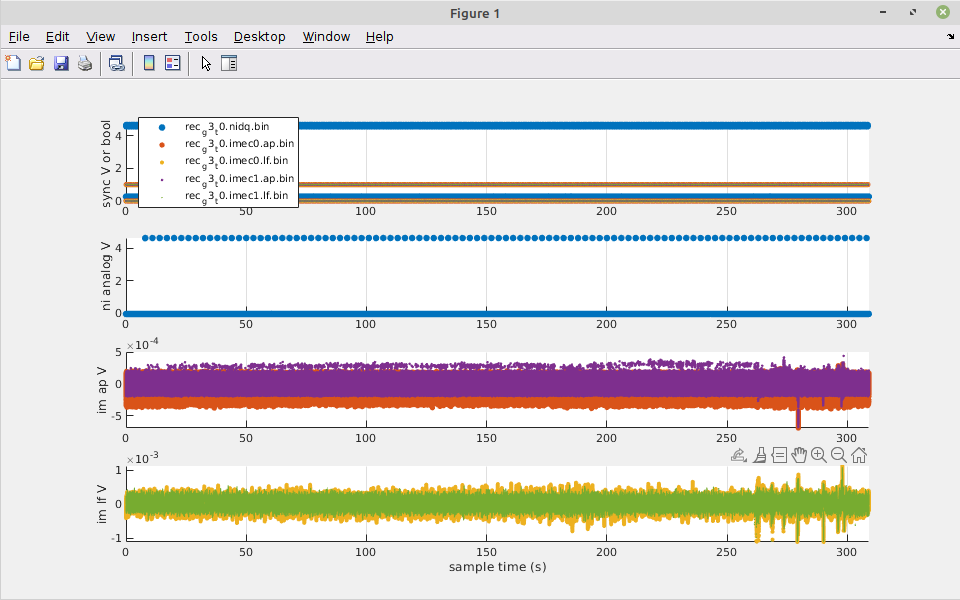 Figure 1
File Edit View Insert Tools Desktop Window Help
sync V or bool
4
2
0
rec_g3_t0.nidq.bin
rec_g3_t0.imec0.ap.bin
rec_g3_t0.imec0.lf.bin
rec_g3_t0.imec1.ap.bin
rec_g3_t0.imec1.lf.bin
0 50 100 150 200 250 300
ni analog V
4
2
0
0 50 100 150 200 250 300
×10⁻⁴
im ap V
5
0
-5
0 50 100 150 200 250 300
×10⁻³
im lf V
1
0
-1
0 50 100 150 200 250 300
sample time (s)